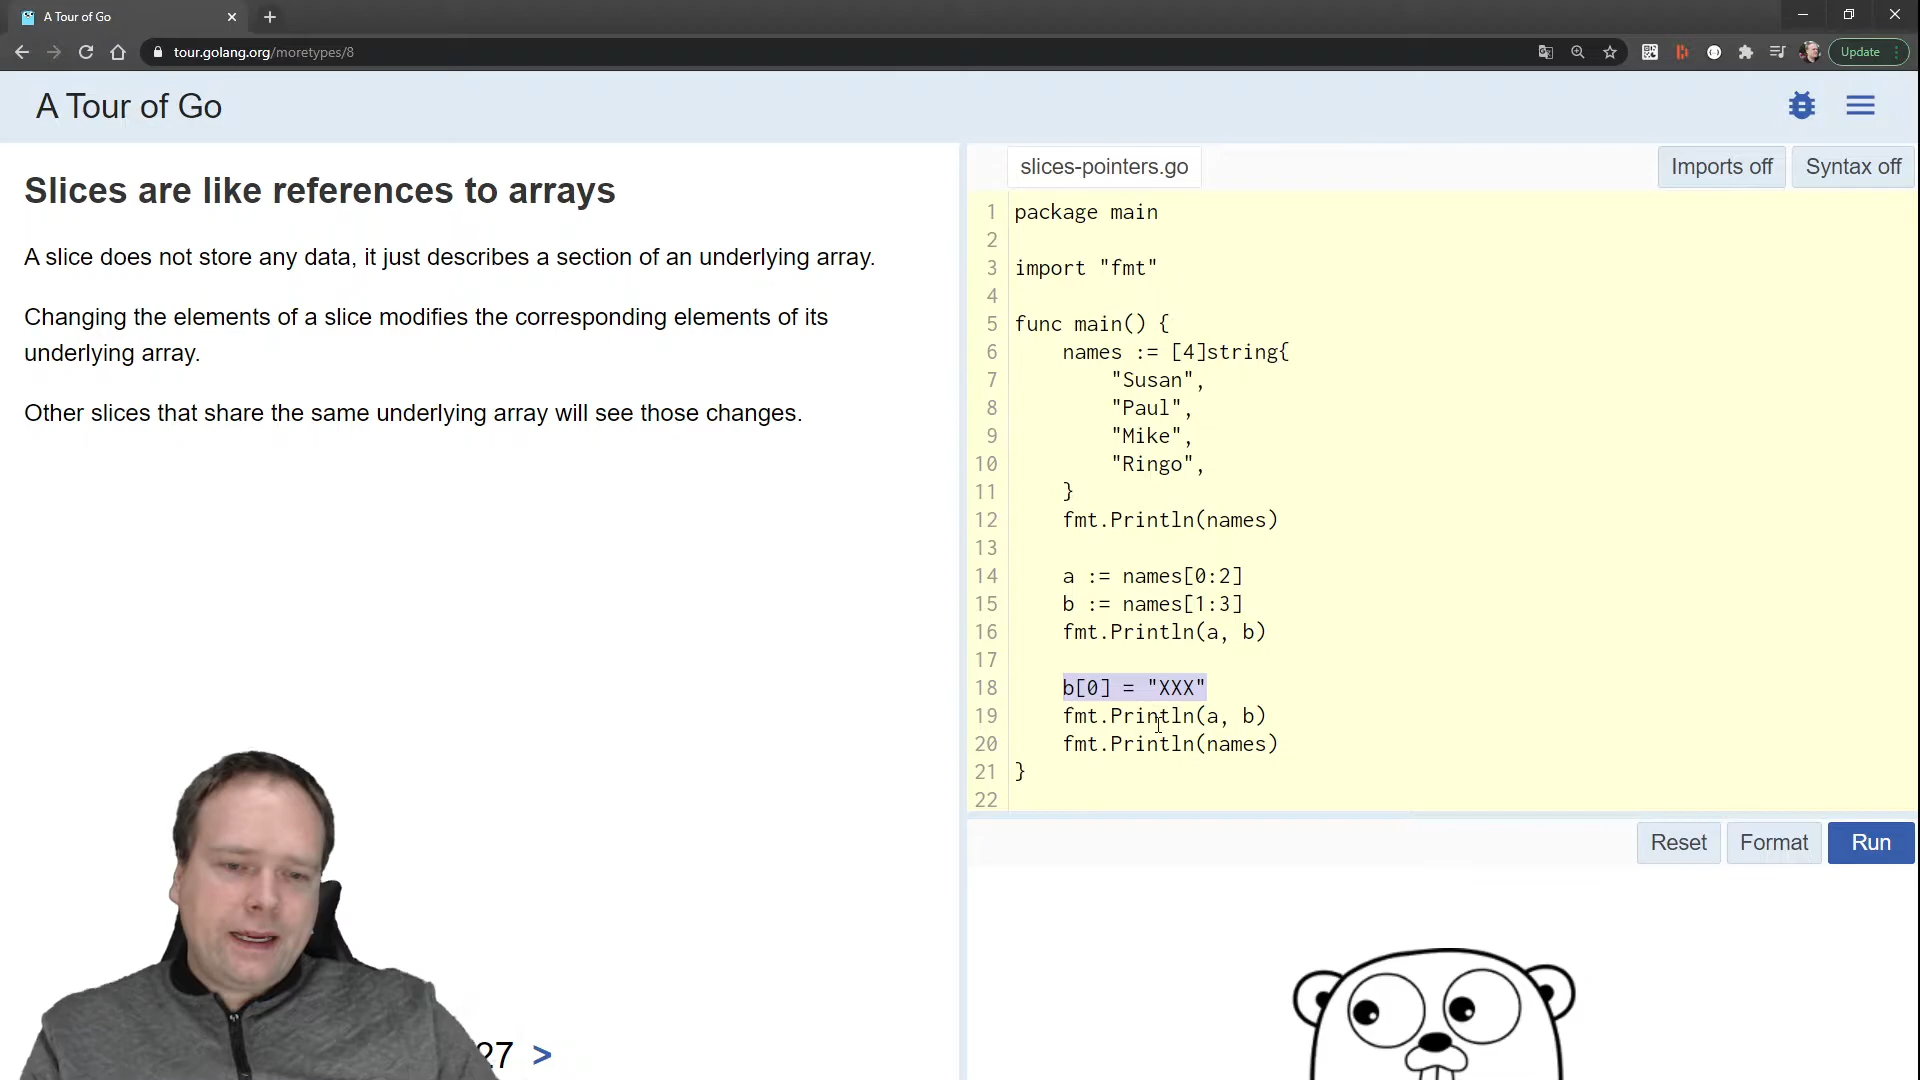 A Tour of Go
tour.golang.org/moretypes/8
Update
A Tour of Go
Slices are like references to arrays
A slice does not store any data, it just describes a section of an underlying array.
Changing the elements of a slice modifies the corresponding elements of its
underlying array.
Other slices that share the same underlying array will see those changes.
27 >
slices-pointers.go
Imports off
Syntax off
1 package main
2
3 import "fmt"
4
5 func main() {
6 names := [4]string{
7 "Susan",
8 "Paul",
9 "Mike",
10 "Ringo",
11 }
12 fmt.Println(names)
13
14 a := names[0:2]
15 b := names[1:3]
16 fmt.Println(a, b)
17
18 b[0] = "XXX"
19 fmt.Println(a, b)
20 fmt.Println(names)
21 }
22
Reset
Format
Run